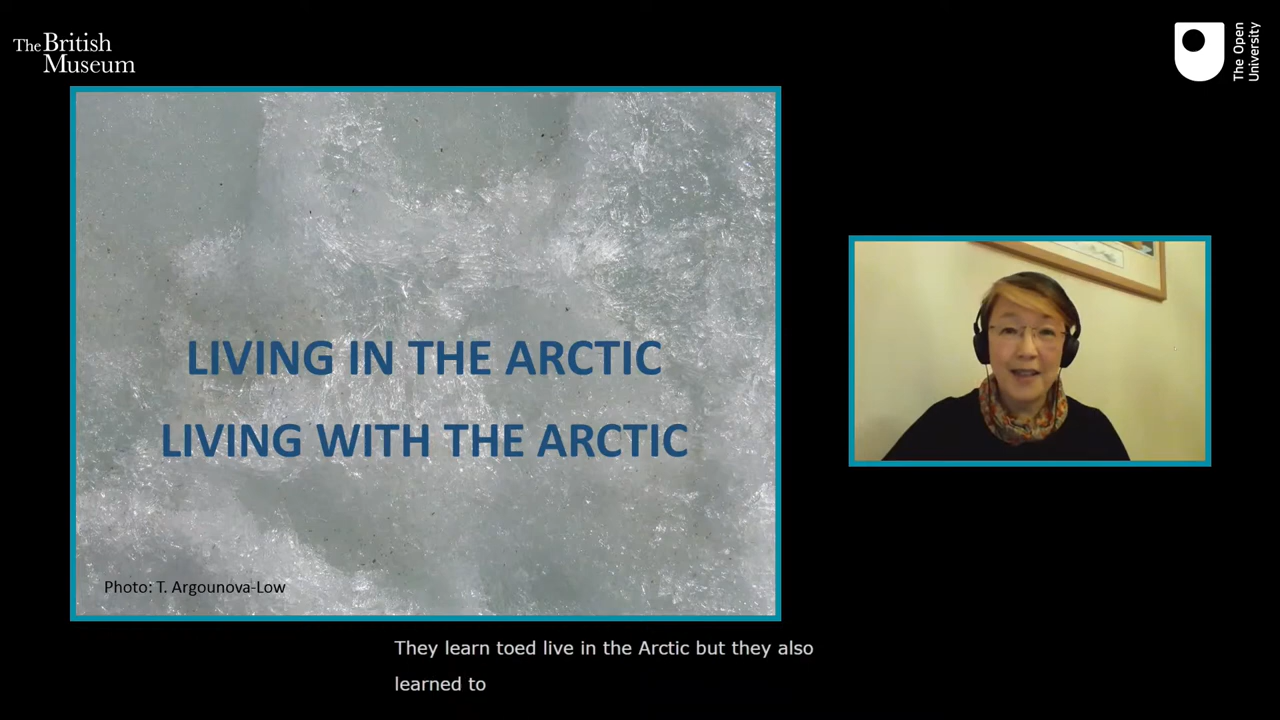 The British
Museum
The Open
University
LIVING IN THE ARCTIC
LIVING WITH THE ARCTIC
Photo: T. Argounova-Low
They learn toed live in the Arctic but they also
learned to